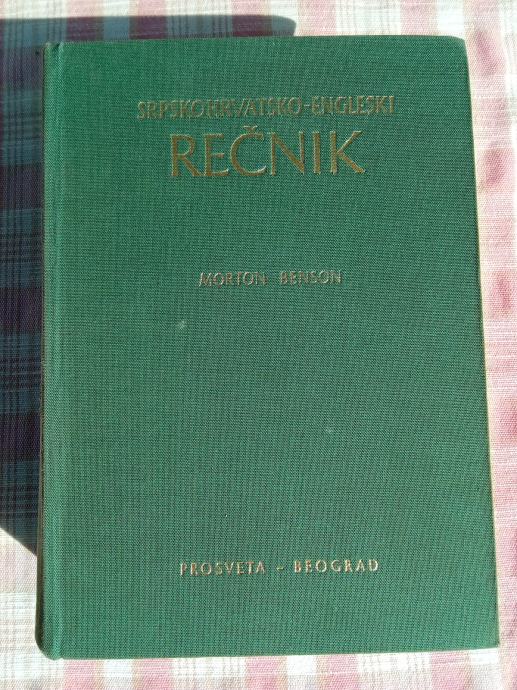 SRPSKOHRVATSKO-ENGLESKI
REČNIK
MORTON BENSON
PROSVETA - BEOGRAD